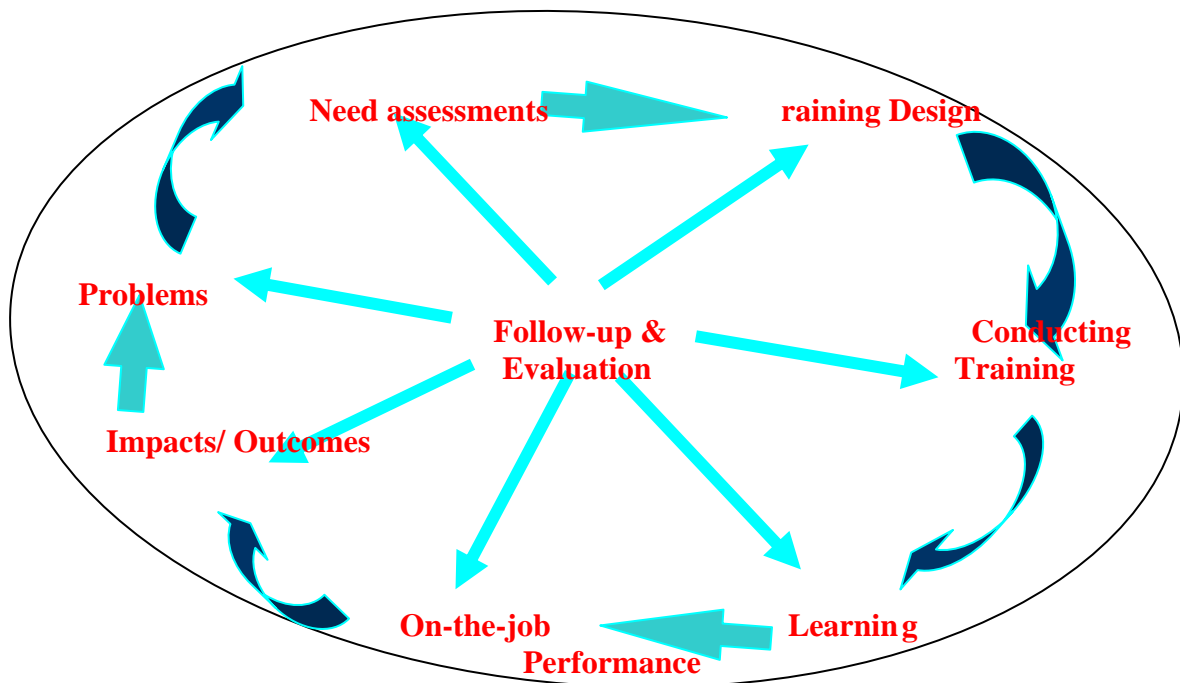 Need assessments
raining Design
Problems
Follow-up &
Evaluation
Conducting
Training
Impacts/ Outcomes
On-the-job
Performance
Learning